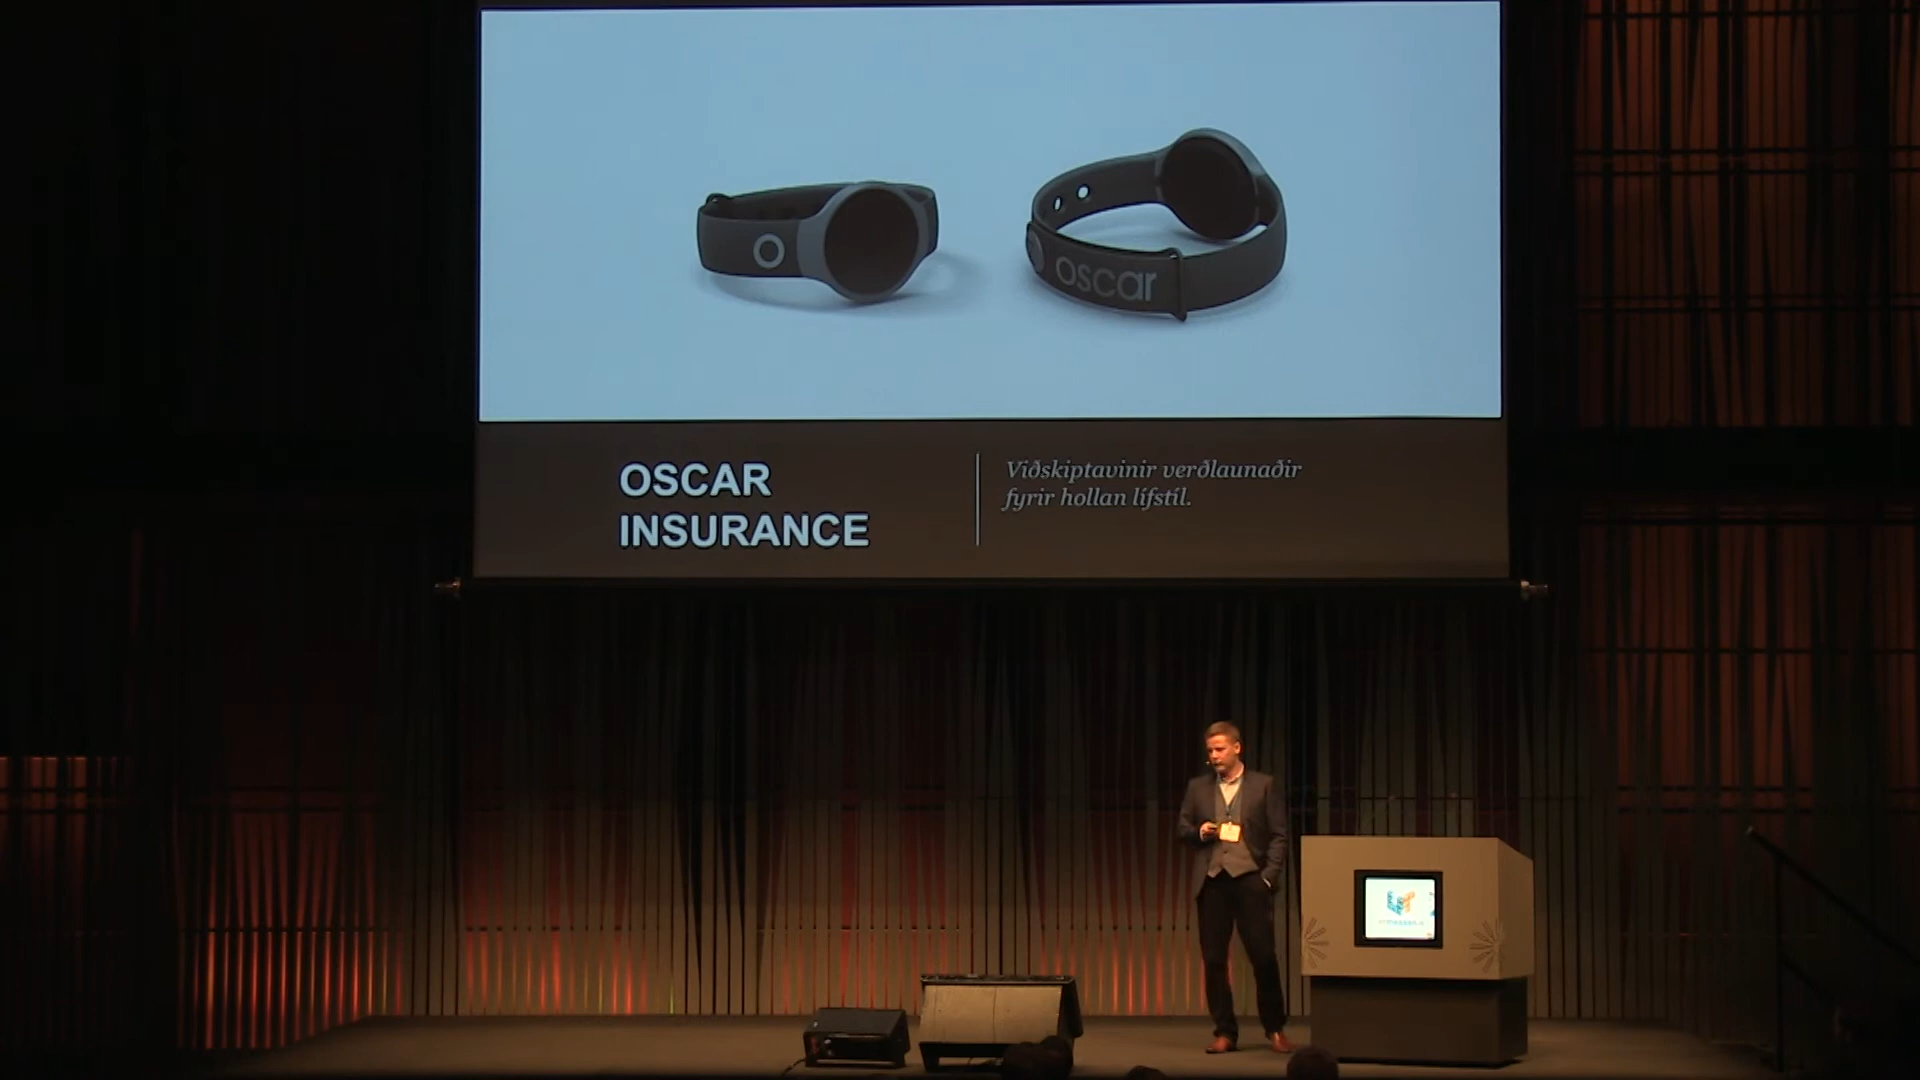 oscar
OSCAR
INSURANCE
Viðskiptavinir verðlaunaðir
fyrir hollan lífstíl.